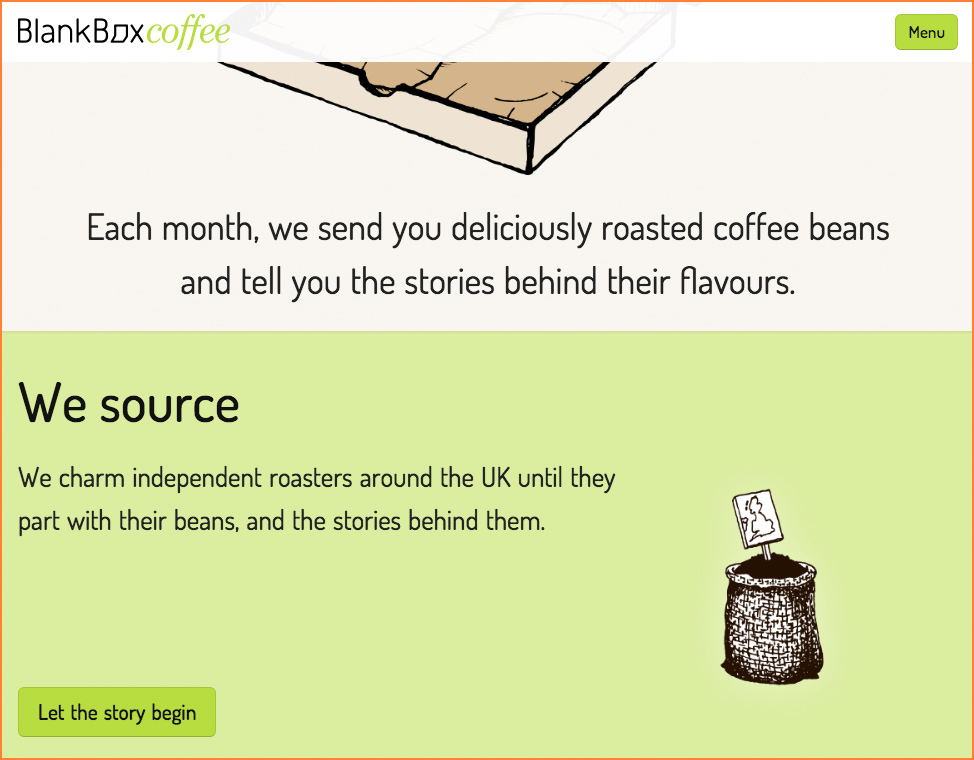 BlankBoxcoffee
Menu
Each month, we send you deliciously roasted coffee beans
and tell you the stories behind their flavours.
We source
We charm independent roasters around the UK until they
part with their beans, and the stories behind them.
Let the story begin